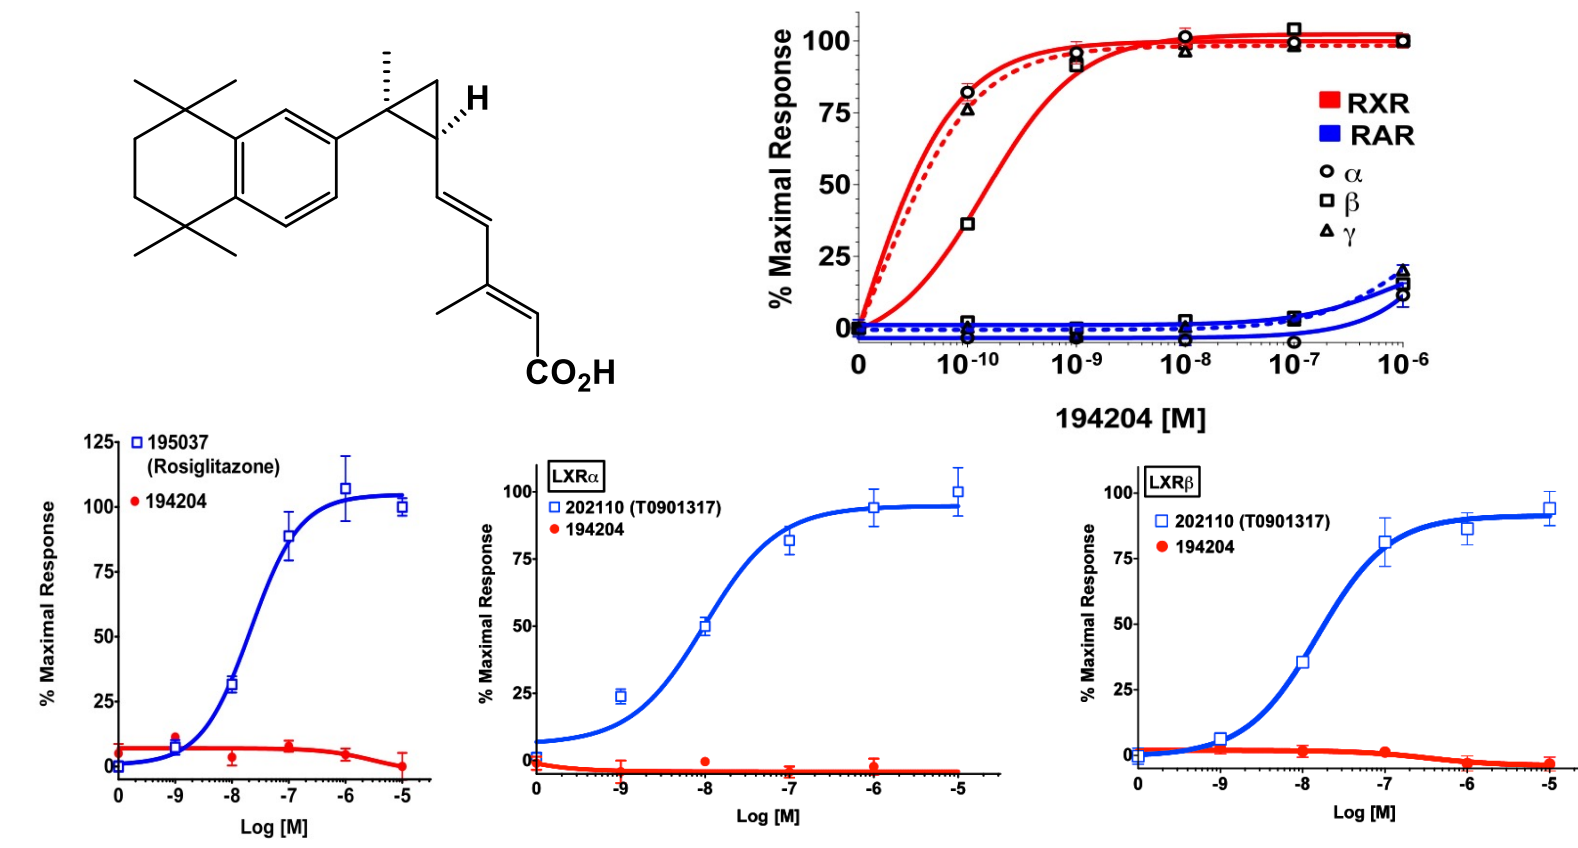 H
CO2H
% Maximal Response
100
75
50
25
0
RXR
RAR
α
β
γ
0 10-10 10-9 10-8 10-7 10-6
194204 [M]
195037
(Rosiglitazone)
194204
% Maximal Response
125
100
75
50
25
0
0 -9 -8 -7 -6 -5
Log [M]
LXRα
202110 (T0901317)
194204
% Maximal Response
100
75
50
25
0
0 -9 -8 -7 -6 -5
Log [M]
LXRβ
202110 (T0901317)
194204
% Maximal Response
100
75
50
25
0
0 -9 -8 -7 -6 -5
Log [M]